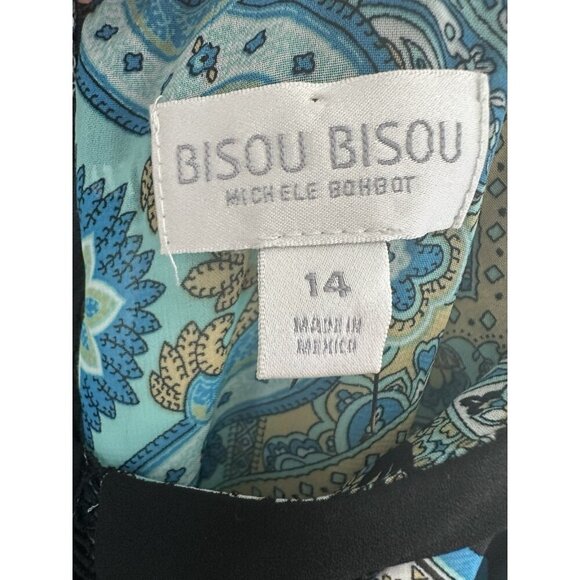 BISOU BISOU
MICHELE BOHBOT
14
MADE IN
MEXICO